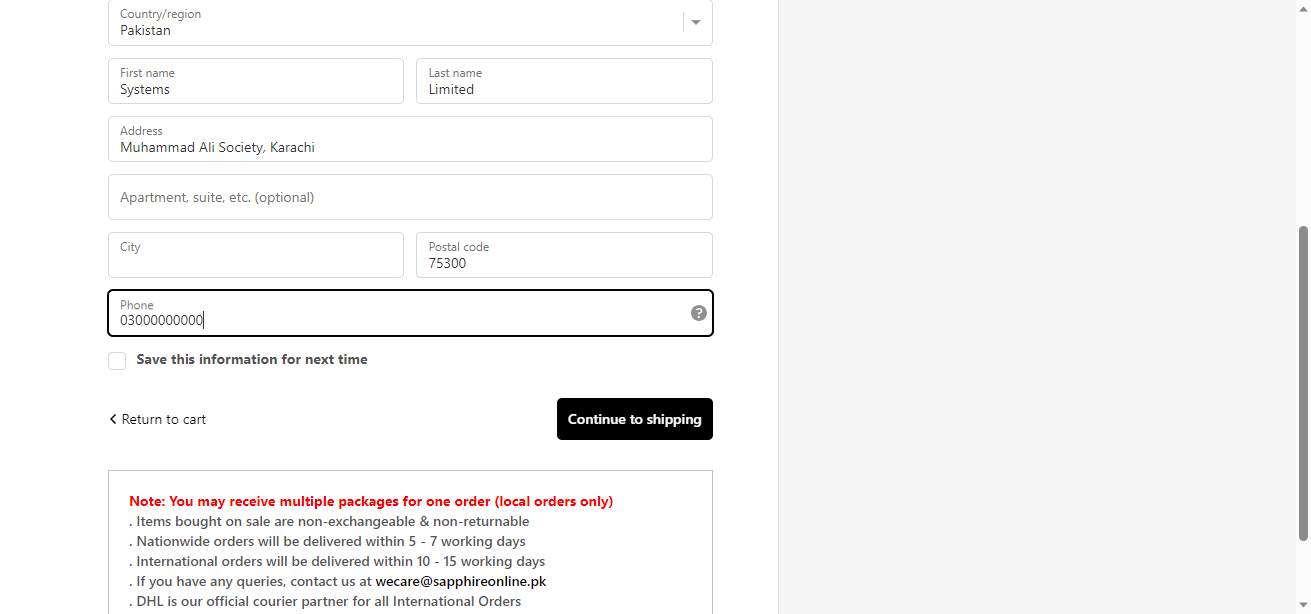 Country/region
Pakistan
First name
Systems
Last name
Limited
Address
Muhammad Ali Society, Karachi
Apartment, suite, etc. (optional)
City
Postal code
75300
Phone
03000000000
?
Save this information for next time
Return to cart
Continue to shipping
Note: You may receive multiple packages for one order (local orders only)
. Items bought on sale are non-exchangeable & non-returnable
. Nationwide orders will be delivered within 5 - 7 working days
. International orders will be delivered within 10 - 15 working days
. If you have any queries, contact us at wecare@sapphireonline.pk
. DHL is our official courier partner for all International Orders